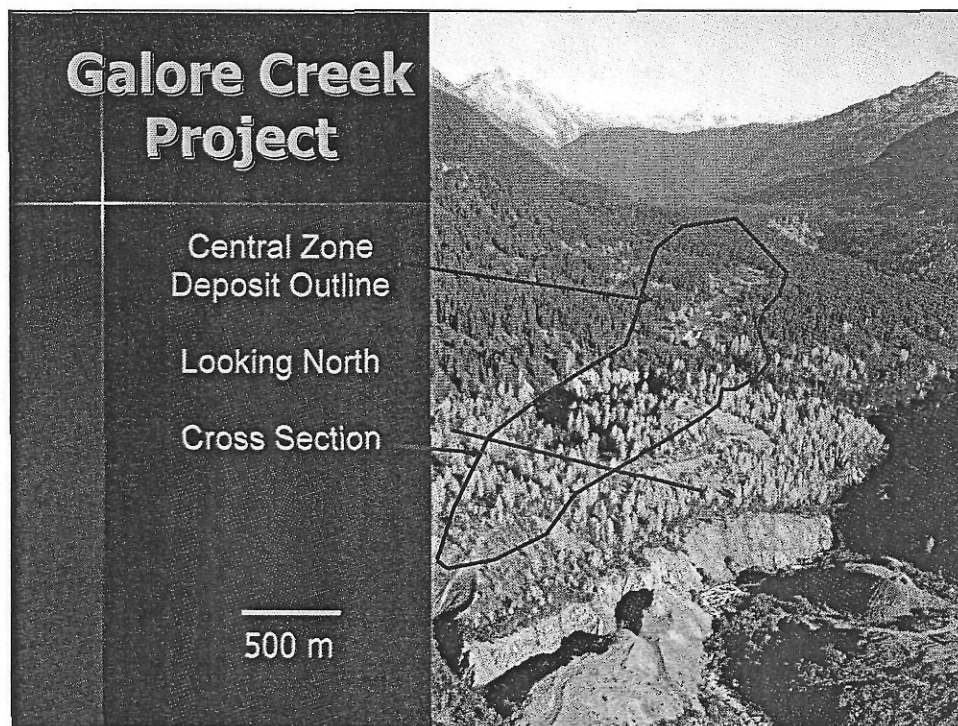 Galore Creek
Project
Central Zone
Deposit Outline
Looking North
Cross Section
500 m